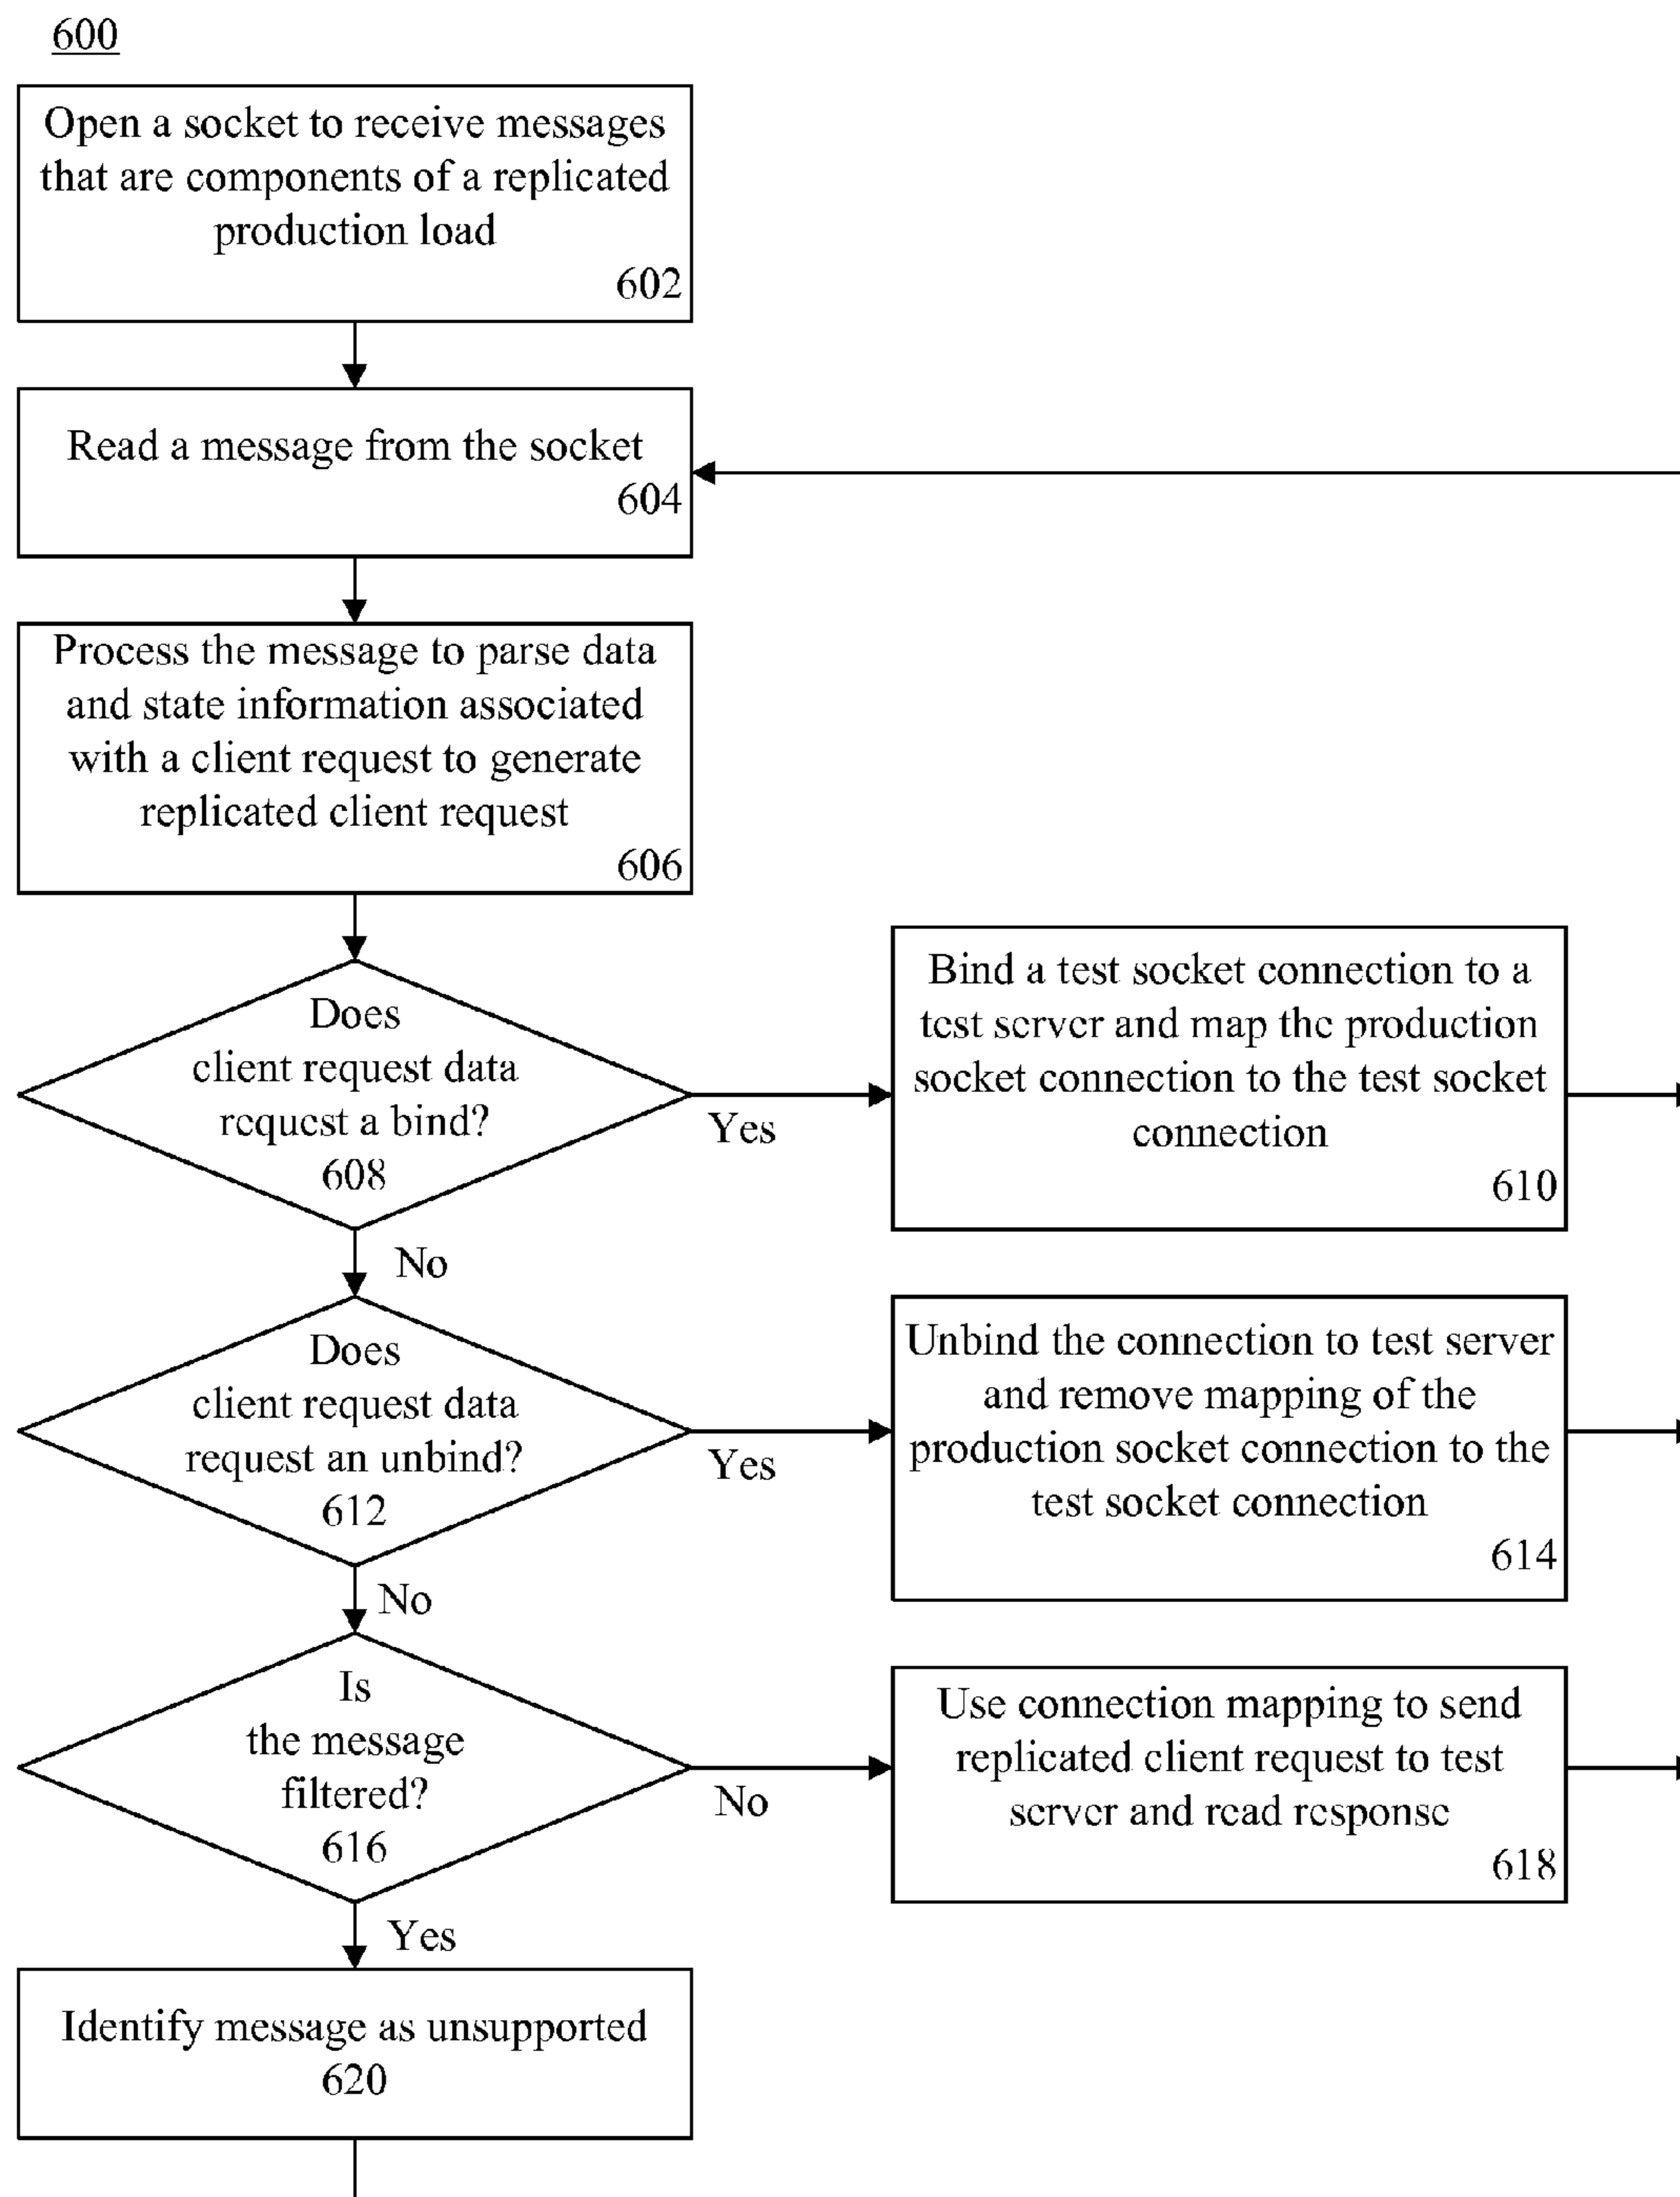 600
Open a socket to receive messages
that are components of a replicated
production load
602
Read a message from the socket
604
Process the message to parse data
and state information associated
with a client request to generate
replicated client request
606
Does
client request data
request a bind?
608
Yes
Bind a test socket connection to a
test server and map the production
socket connection to the test socket
connection
610
No
Does
client request data
request an unbind?
612
Yes
Unbind the connection to test server
and remove mapping of the
production socket connection to the
test socket connection
614
No
Is
the message
filtered?
616
No
Use connection mapping to send
replicated client request to test
server and read response
618
Yes
Identify message as unsupported
620